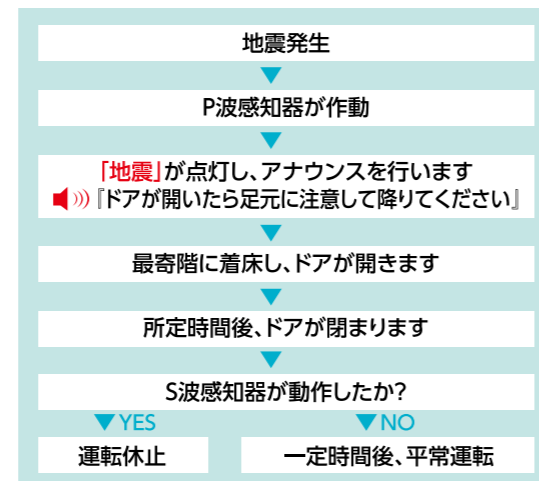 地震発生
P波感知器が作動
「地震」が点灯し、アナウンスを行います
『ドアが開いたら足元に注意して降りてください』
最寄階に着床し、ドアが開きます
所定時間後、ドアが閉まります
S波感知器が動作したか?
YES NO
運転休止 一定時間後、平常運転